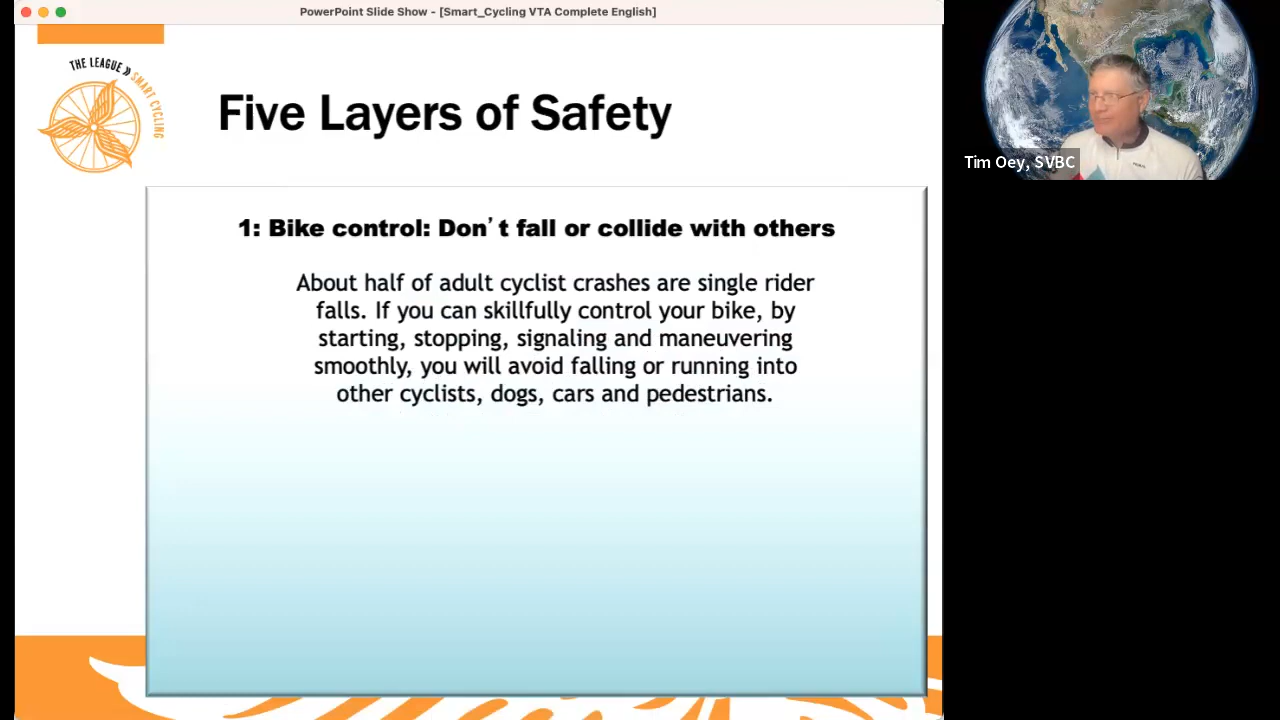 PowerPoint Slide Show - [Smart_Cycling VTA Complete English]
THE LEAGUE » SMART CYCLING
Five Layers of Safety
Tim Oey, SVBC
1: Bike control: Don’t fall or collide with others
About half of adult cyclist crashes are single rider
falls. If you can skillfully control your bike, by
starting, stopping, signaling and maneuvering
smoothly, you will avoid falling or running into
other cyclists, dogs, cars and pedestrians.